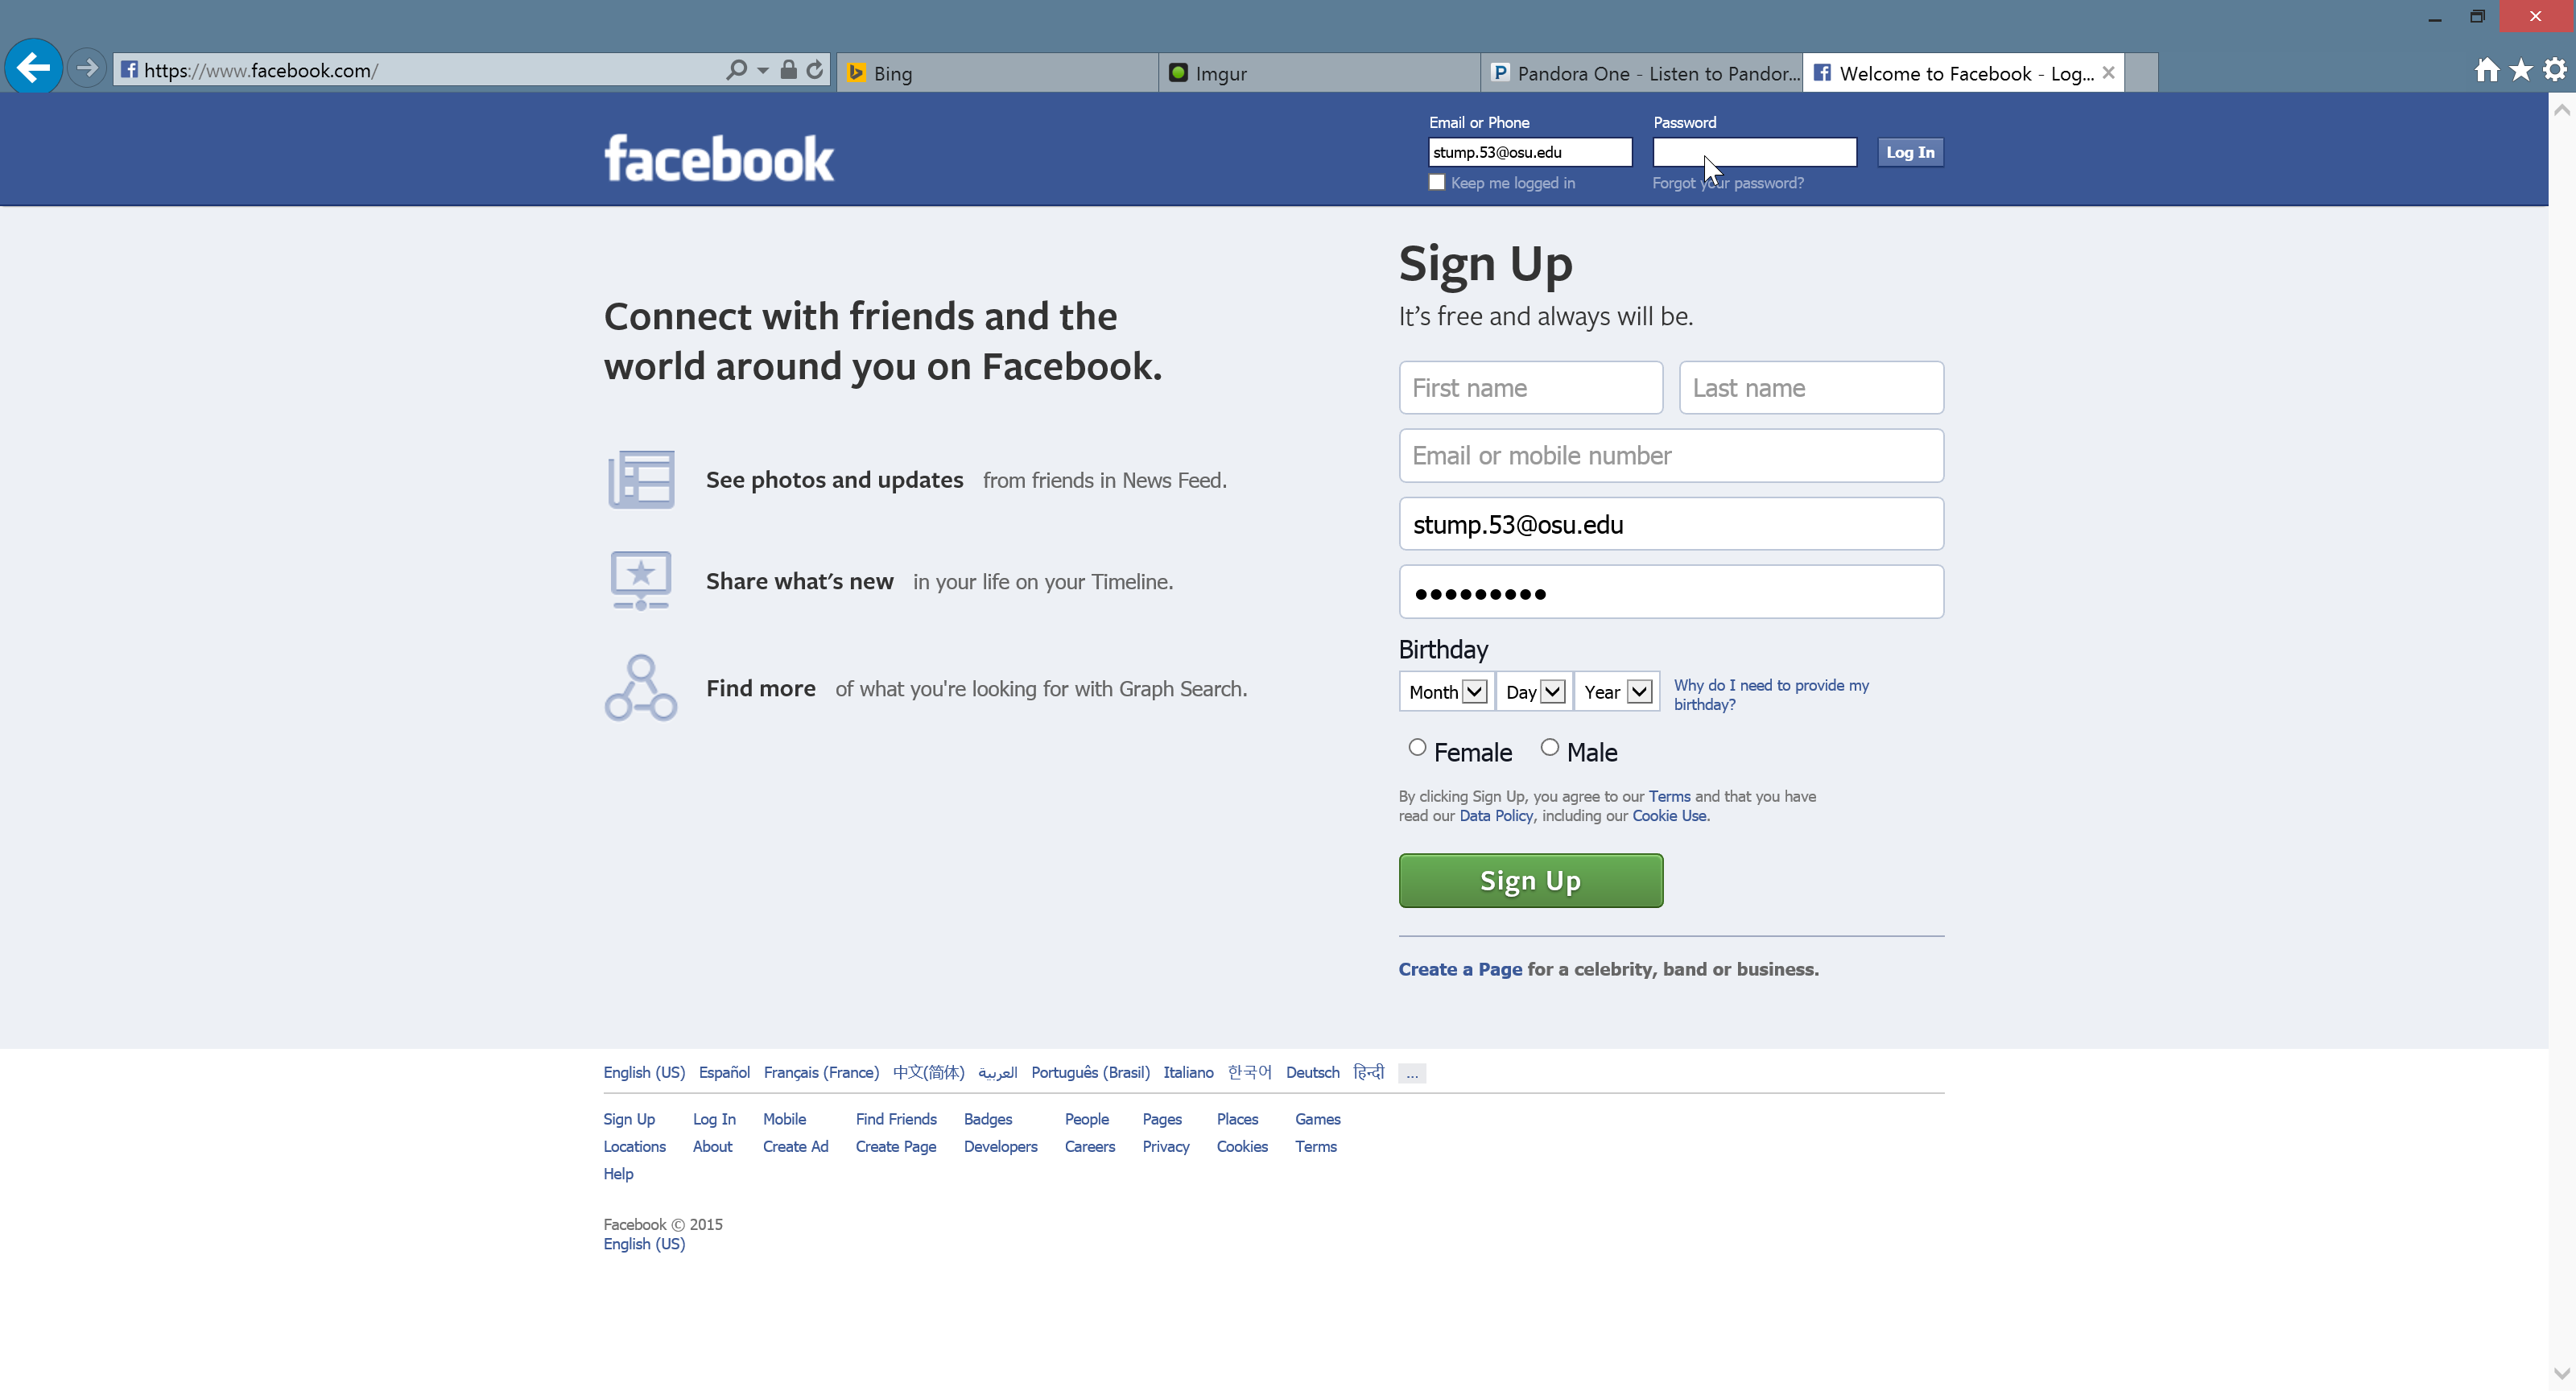 https://www.facebook.com/
Bing
Imgur
Pandora One - Listen to Pandor...
Welcome to Facebook - Log...
facebook
Email or Phone
Password
stump.53@osu.edu
Log In
Keep me logged in
Forgot your password?
Sign Up
It's free and always will be.
Connect with friends and the
world around you on Facebook.
See photos and updates from friends in News Feed.
Share what's new in your life on your Timeline.
Find more of what you're looking for with Graph Search.
First name
Last name
Email or mobile number
stump.53@osu.edu
●●●●●●●●●
Birthday
Month Day Year
Why do I need to provide my
birthday?
Female Male
By clicking Sign Up, you agree to our Terms and that you have
read our Data Policy, including our Cookie Use.
Sign Up
Create a Page for a celebrity, band or business.
English (US) Español Français (France) 中文(简体) العربية Português (Brasil) Italiano 한국어 Deutsch हिन्दी ...
Sign Up Log In Mobile Find Friends Badges People Pages Places Games
Locations About Create Ad Create Page Developers Careers Privacy Cookies Terms
Help
Facebook © 2015
English (US)